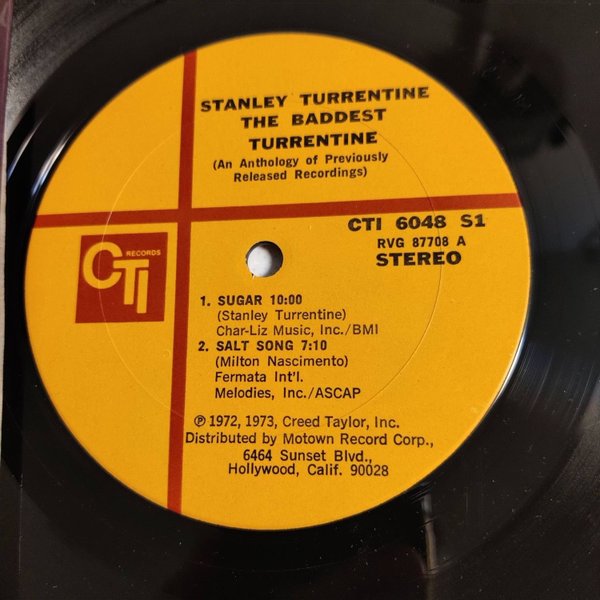 STANLEY TURRENTINE
THE BADDEST
TURRENTINE
(An Anthology of Previously
Released Recordings)
CTI 6048 S1
RVG 87708 A
STEREO
CTI RECORDS
1. SUGAR 10:00
(Stanley Turrentine)
Char-Liz Music, Inc./BMI
2. SALT SONG 7:10
(Milton Nascimento)
Fermata Int'l.
Melodies, Inc./ASCAP
℗ 1972, 1973, Creed Taylor, Inc.
Distributed by Motown Record Corp.,
6464 Sunset Blvd.,
Hollywood, Calif. 90028